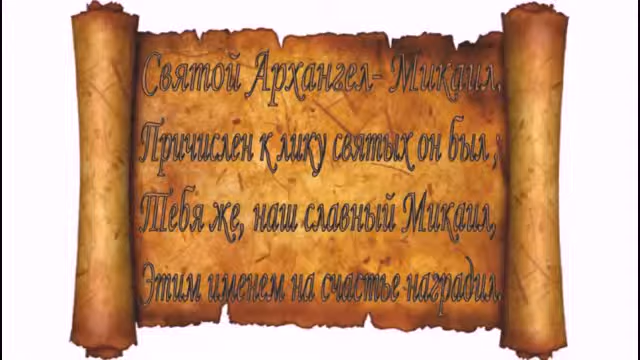 Святой Архангел- Микаил.
Причислен к лику святых он был;
Тебя же, наш славный Микаил,
Этим именем на счастье наградил.